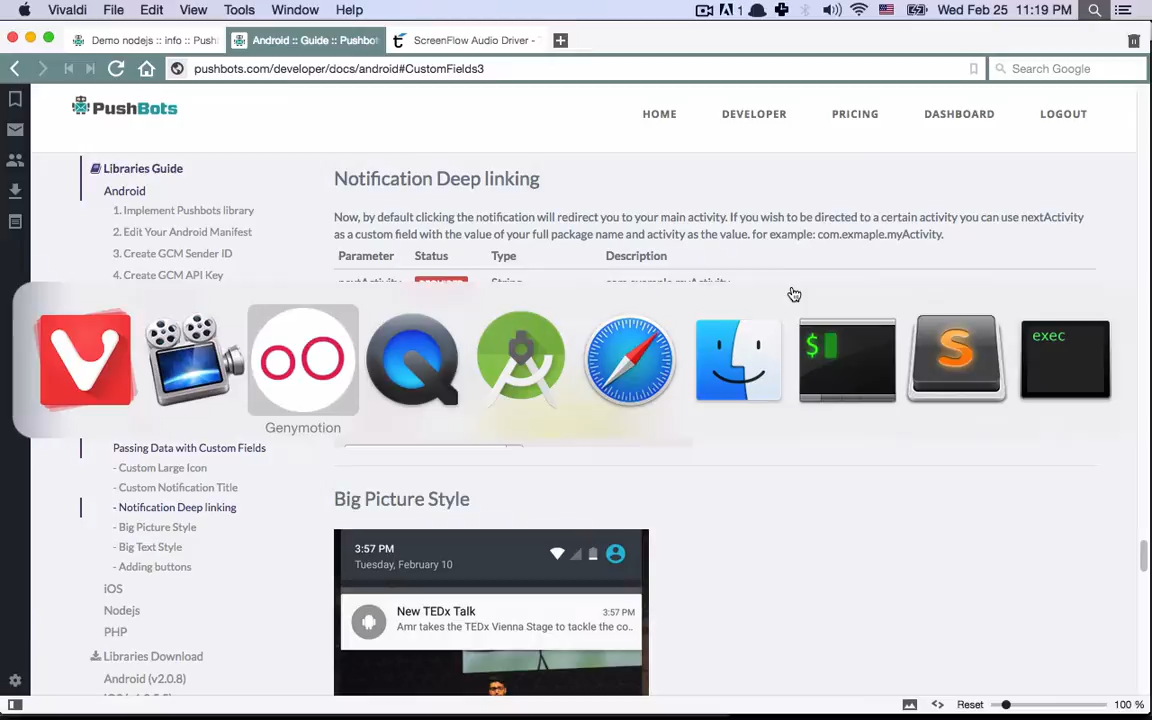 Vivaldi File Edit View Tools Window Help
1
Wed Feb 25 11:19 PM
Demo nodejs :: info :: Push
Android :: Guide :: Pushbot
ScreenFlow Audio Driver -
pushbots.com/developer/docs/android#CustomFields3
Search Google
PushBots
HOME DEVELOPER PRICING DASHBOARD LOGOUT
Libraries Guide
Android
1. Implement Pushbots library
2. Edit Your Android Manifest
3. Create GCM Sender ID
4. Create GCM API Key
Notification Deep linking
Now, by default clicking the notification will redirect you to your main activity. If you wish to be directed to a certain activity you can use nextActivity
as a custom field with the value of your full package name and activity as the value. for example: com.exmaple.myActivity.
Parameter Status Type Description
nextActivity String com.example.myActivity
$
exec
Genymotion
Passing Data with Custom Fields
- Custom Large Icon
- Custom Notification Title
- Notification Deep linking
- Big Picture Style
- Big Text Style
- Adding buttons
iOS
Nodejs
PHP
Libraries Download
Android (v2.0.8)
Big Picture Style
3:57 PM
Tuesday, February 10
New TEDx Talk
3:57 PM
Amr takes the TEDx Vienna Stage to tackle the co..
Reset
100 %